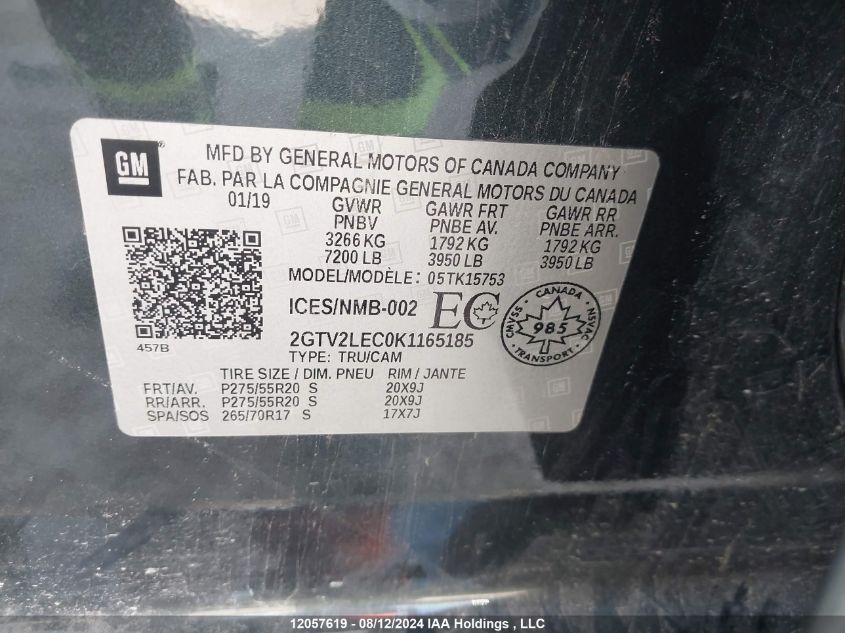 GM ®
MFD BY GENERAL MOTORS OF CANADA COMPANY
FAB. PAR LA COMPAGNIE GENERAL MOTORS DU CANADA
01/19 GVWR GAWR FRT GAWR RR
PNBV PNBE AV. PNBE ARR.
3266 KG 1792 KG 1792 KG
7200 LB 3950 LB 3950 LB
MODEL/MODÈLE: 05TK15753
ICES/NMB-002 EC
CANADA
CMVSS 985 NSVAC
TRANSPORT
2GTV2LEC0K1165185
457B
TYPE: TRU/CAM
TIRE SIZE / DIM. PNEU RIM / JANTE
FRT/AV. P275/55R20 S 20X9J
RR/ARR. P275/55R20 S 20X9J
SPA/SOS 265/70R17 S 17X7J
12057619 - 08/12/2024 IAA Holdings , LLC